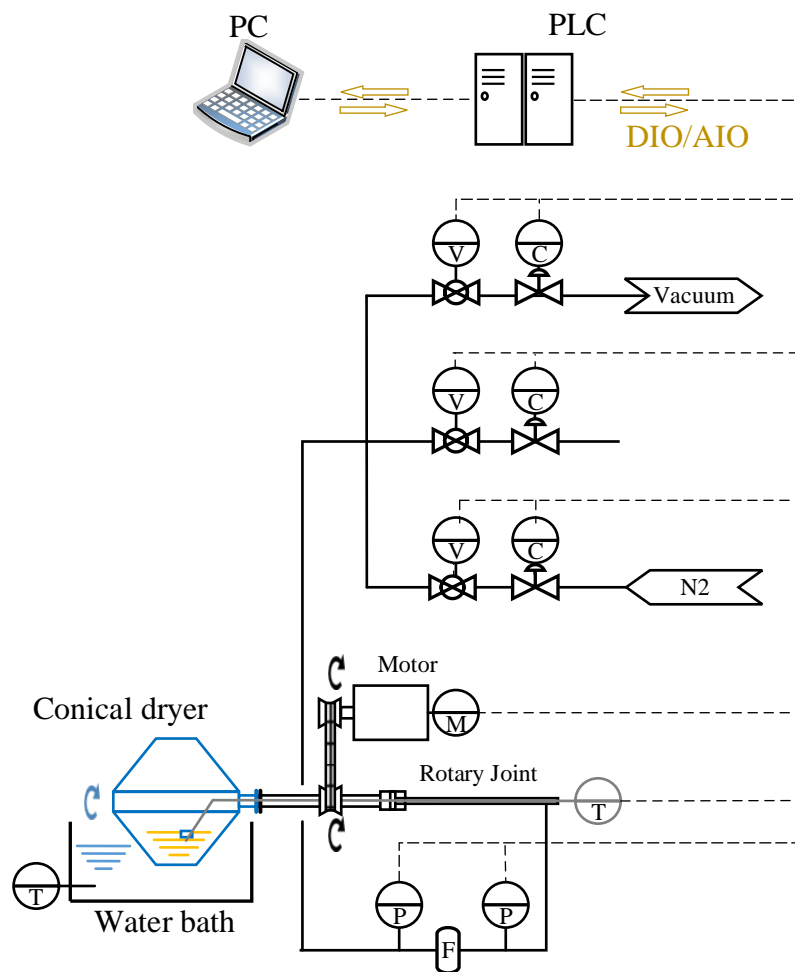 PC
PLC
DIO/AIO
V
C
Vacuum
V
C
V
C
N2
Motor
M
Conical dryer
Rotary Joint
T
T
P
P
Water bath
F